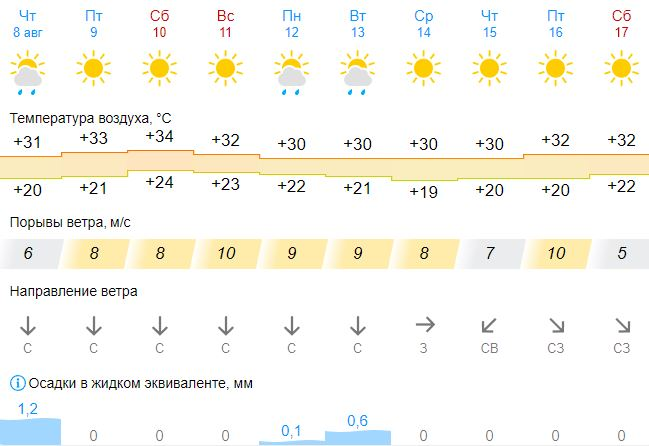 Чт Пт Сб Вс Пн Вт Ср Чт Пт Сб
8 авг 9 10 11 12 13 14 15 16 17
Температура воздуха, °C
+31 +33 +34 +32 +30 +30 +30 +30 +32 +32
+20 +21 +24 +23 +22 +21 +19 +20 +20 +22
Порывы ветра, м/с
6 8 8 10 9 9 8 7 10 5
Направление ветра
С С С С С С З СВ СЗ СЗ
Осадки в жидком эквиваленте, мм
1,2 0 0 0 0,1 0,6 0 0 0 0